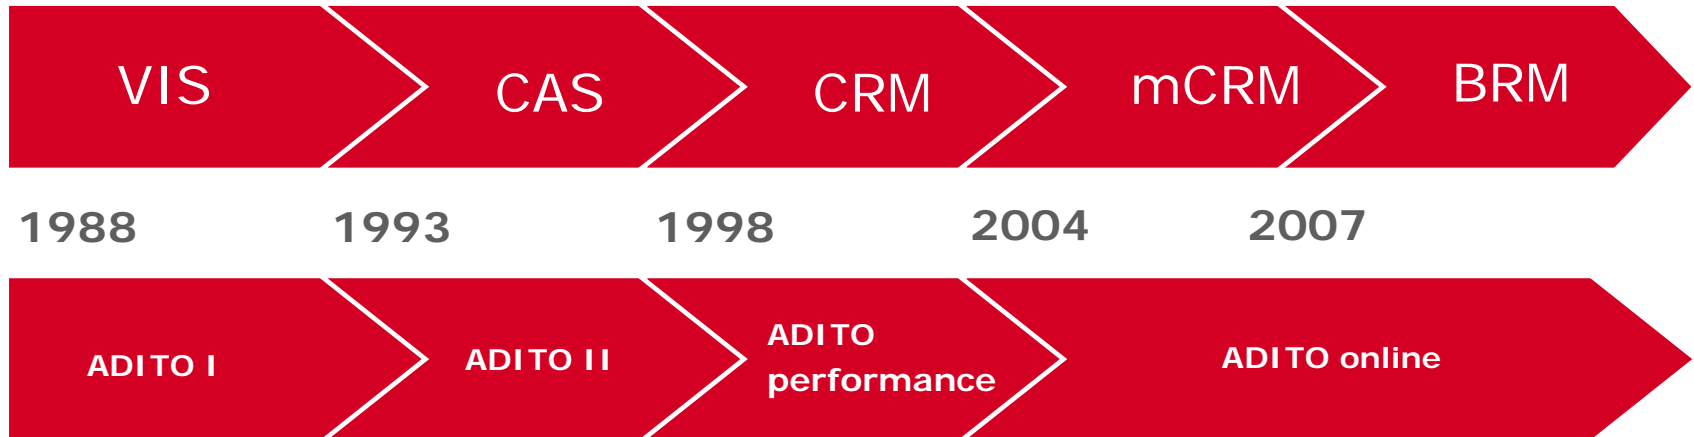 VIS
CAS
CRM
mCRM
BRM
1988
1993
1998
2004
2007
ADITO I
ADITO II
ADITO
performance
ADITO online